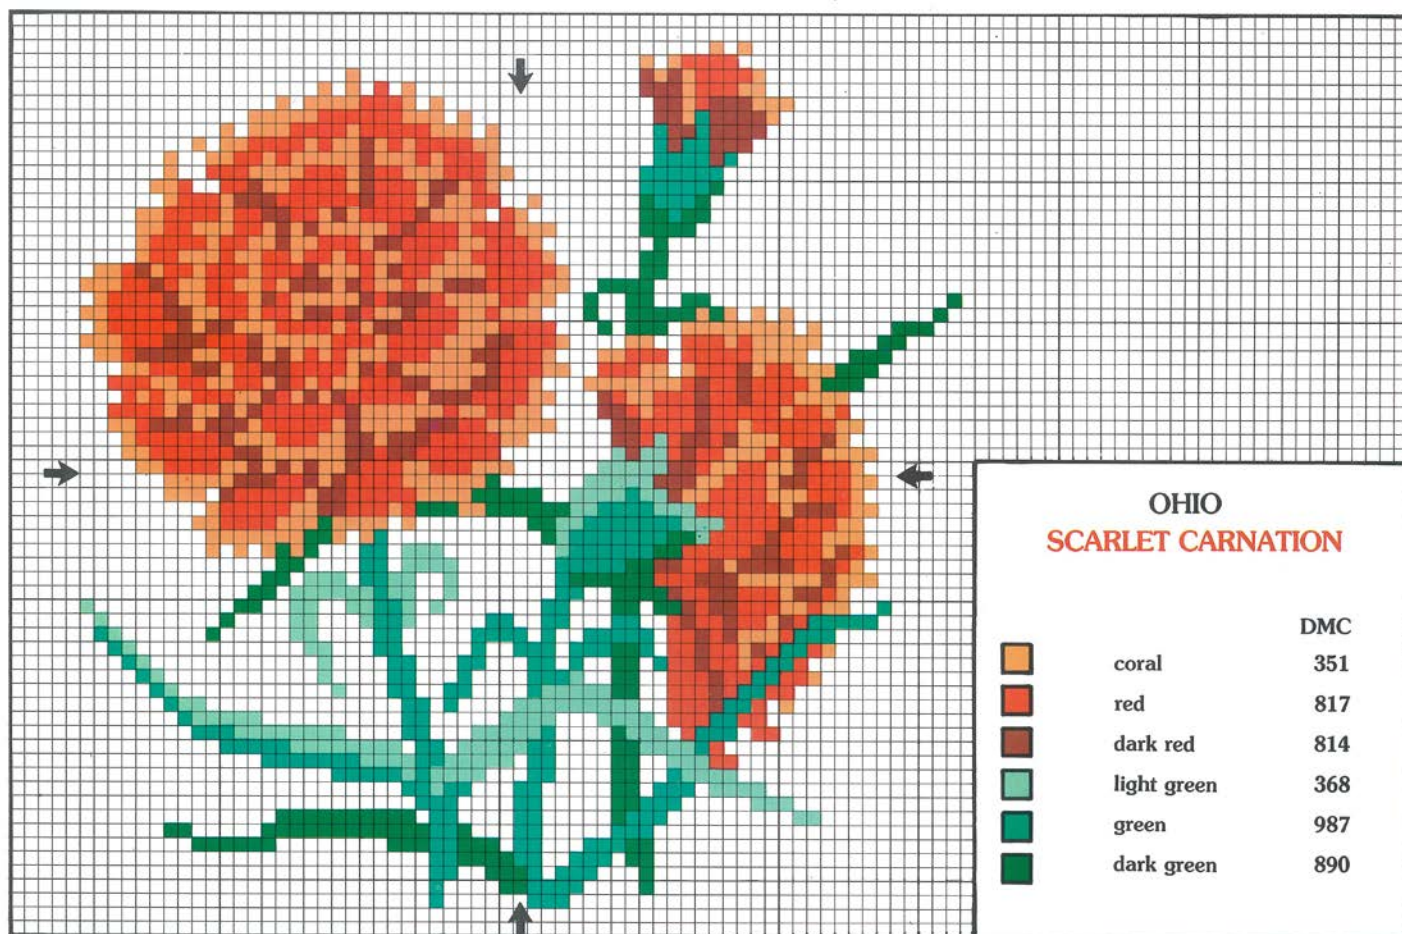 OHIO
SCARLET CARNATION
DMC
coral 351
red 817
dark red 814
light green 368
green 987
dark green 890